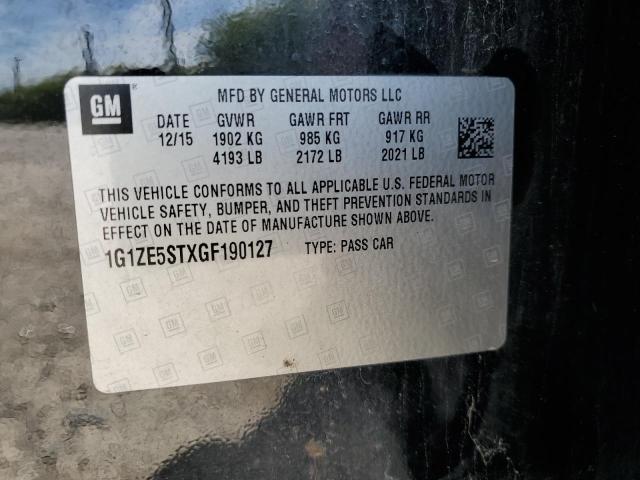 GM
MFD BY GENERAL MOTORS LLC
DATE GVWR GAWR FRT GAWR RR
12/15 1902 KG 985 KG 917 KG
4193 LB 2172 LB 2021 LB
THIS VEHICLE CONFORMS TO ALL APPLICABLE U.S. FEDERAL MOTOR
VEHICLE SAFETY, BUMPER, AND THEFT PREVENTION STANDARDS IN
EFFECT ON THE DATE OF MANUFACTURE SHOWN ABOVE.
1G1ZE5STXGF190127 TYPE: PASS CAR